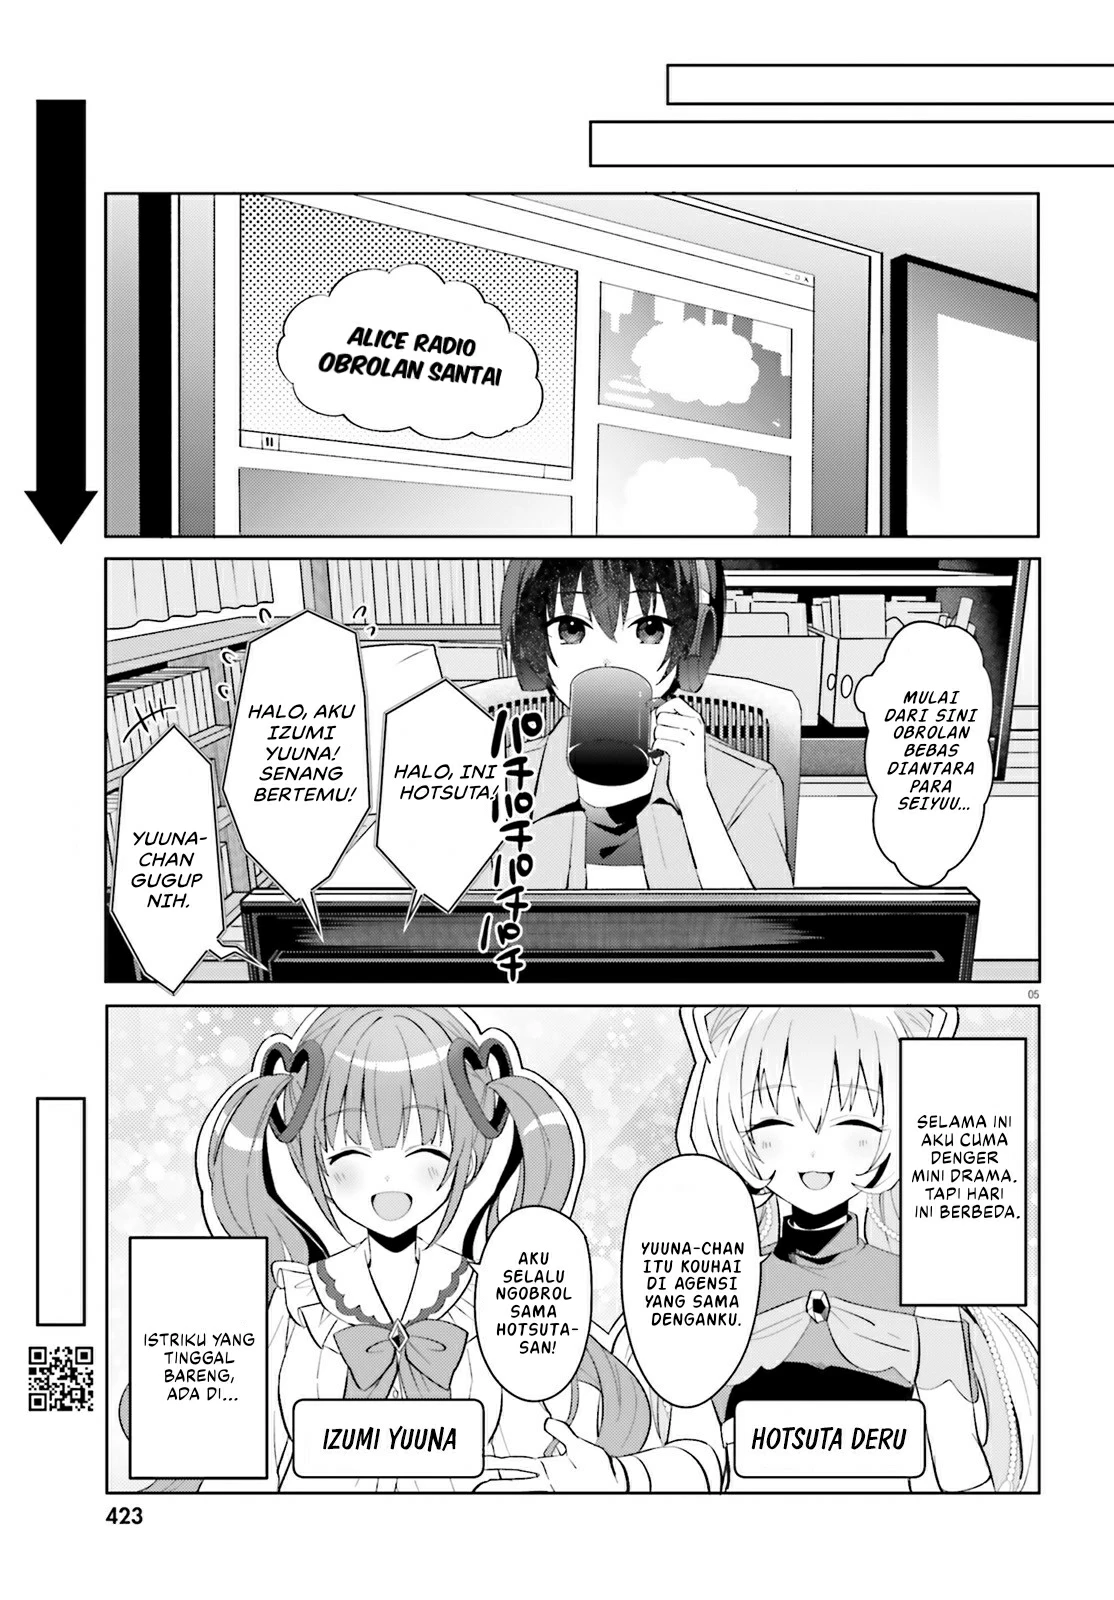 ALICE RADIO
OBROLAN SANTAI
MULAI
DARI SINI
OBROLAN
BEBAS
DIANTARA
PARA
SEIYUU...
HALO, INI
HOTSUTA!
HALO, AKU
IZUMI
YUUNA!
SENANG
BERTEMU!
YUUNA-
CHAN
GUGUP
NIH.
パチパチパチパチ
05
SELAMA INI
AKU CUMA
DENGER
MINI DRAMA.
TAPI HARI
INI BERBEDA.
YUUNA-CHAN
ITU KOUHAI
DI AGENSI
YANG SAMA
DENGANKU.
HOTSUTA DERU
AKU
SELALU
NGOBROL
SAMA
HOTSUTA-
SAN!
IZUMI YUUNA
ISTRIKU YANG
TINGGAL
BARENG,
ADA DI...
423